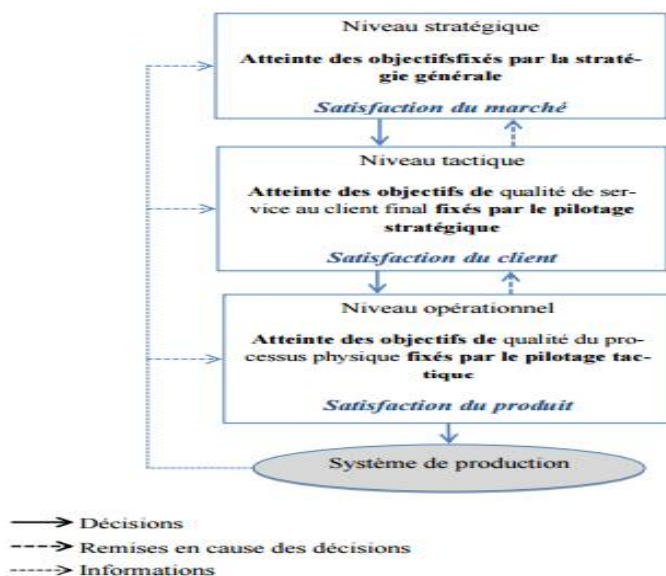 Niveau stratégique
Atteinte des objectifsfixés par la straté-
gie générale
Satisfaction du marché
Niveau tactique
Atteinte des objectifs de qualité de ser-
vice au client final fixés par le pilotage
stratégique
Satisfaction du client
Niveau opérationnel
Atteinte des objectifs de qualité du pro-
cessus physique fixés par le pilotage tac-
tique
Satisfaction du produit
Système de production
Décisions
Remises en cause des décisions
Informations